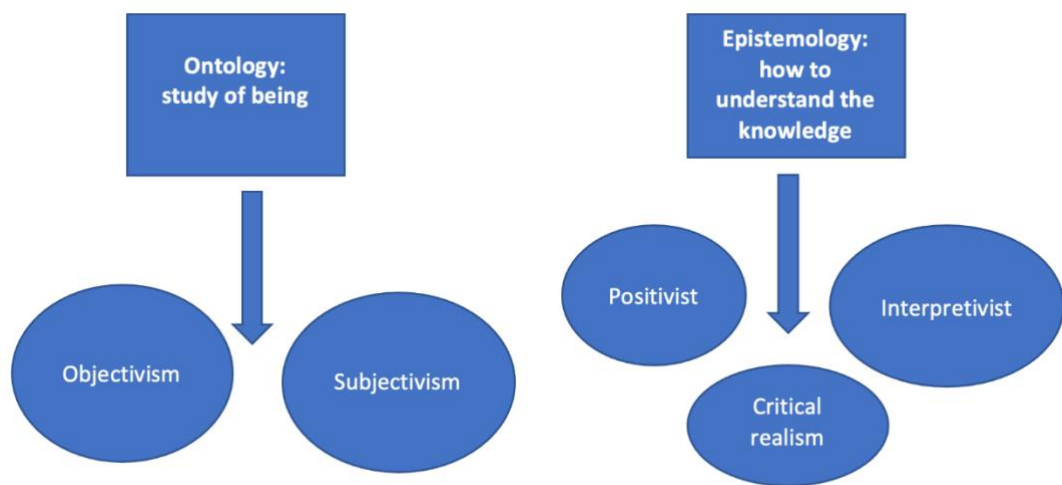 Ontology:
study of being
Epistemology:
how to
understand the
knowledge
Objectivism
Subjectivism
Positivist
Interpretivist
Critical
realism